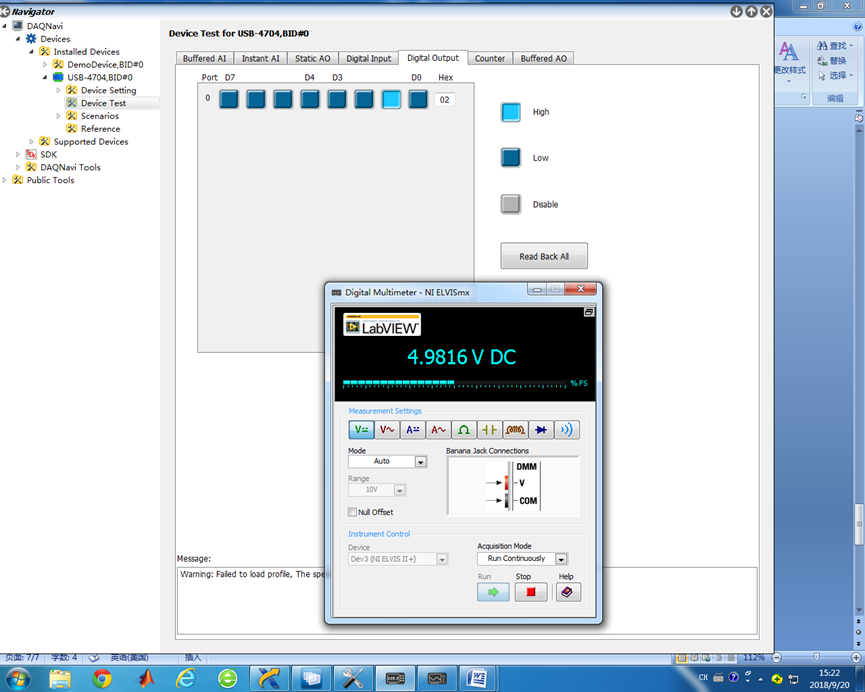 Navigator
DAQNavi
Devices
Installed Devices
DemoDevice,BID#0
USB-4704,BID#0
Device Setting
Device Test
Scenarios
Reference
Supported Devices
SDK
DAQNavi Tools
Public Tools
Device Test for USB-4704,BID#0
Buffered AI Instant AI Static AO Digital Input Digital Output Counter Buffered AO
Port D7 D4 D3 D0 Hex
0 02
High
Low
Disable
Read Back All
Digital Multimeter - NI ELVISmx
LabVIEW
4.9816 V DC
% FS
Measurement Settings
V V A A Ω
Mode
Auto
Range
10V
Null Offset
Banana Jack Connections
DMM
V
COM
Instrument Control
Device
Dev3 (NI ELVIS II+)
Acquisition Mode
Run Continuously
Run Stop Help
Message:
Warning: Failed to load profile, The spe
查找
替换
选择
更改样式
编辑
页面: 7/7 字数: 4 英语(美国) 插入 112%
CH
15:22
2018/9/20